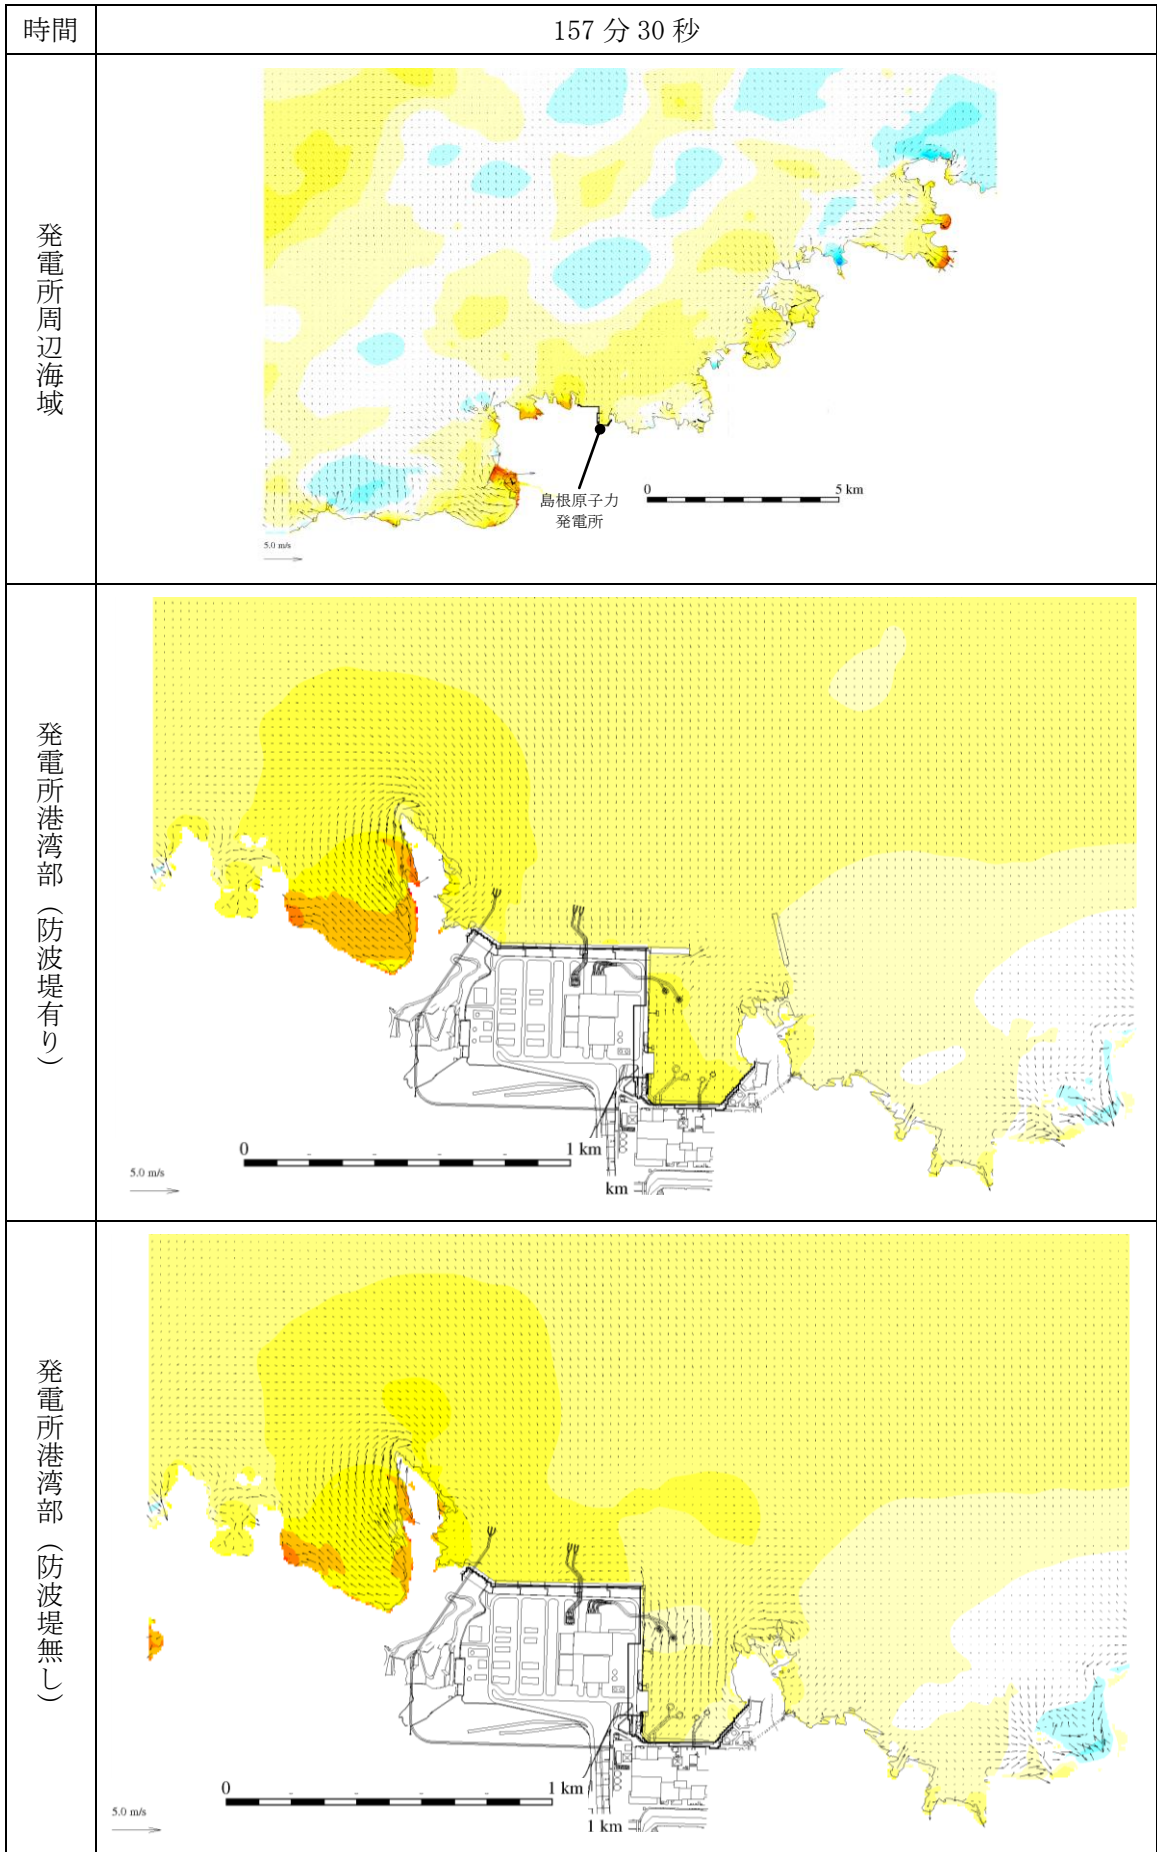 時間
157 分 30 秒
発電所周辺海域
島根原子力
発電所
0
5 km
5.0 m/s
発電所港湾部（防波堤有り）
0
1 km
km
5.0 m/s
発電所港湾部（防波堤無し）
0
1 km
1 km
5.0 m/s